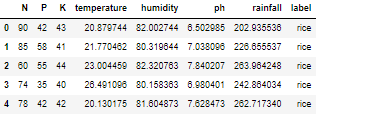 N P K temperature humidity ph rainfall label
0 90 42 43 20.879744 82.002744 6.502985 202.935536 rice
1 85 58 41 21.770462 80.319644 7.038096 226.655537 rice
2 60 55 44 23.004459 82.320763 7.840207 263.964248 rice
3 74 35 40 26.491096 80.158363 6.980401 242.864034 rice
4 78 42 42 20.130175 81.604873 7.628473 262.717340 rice